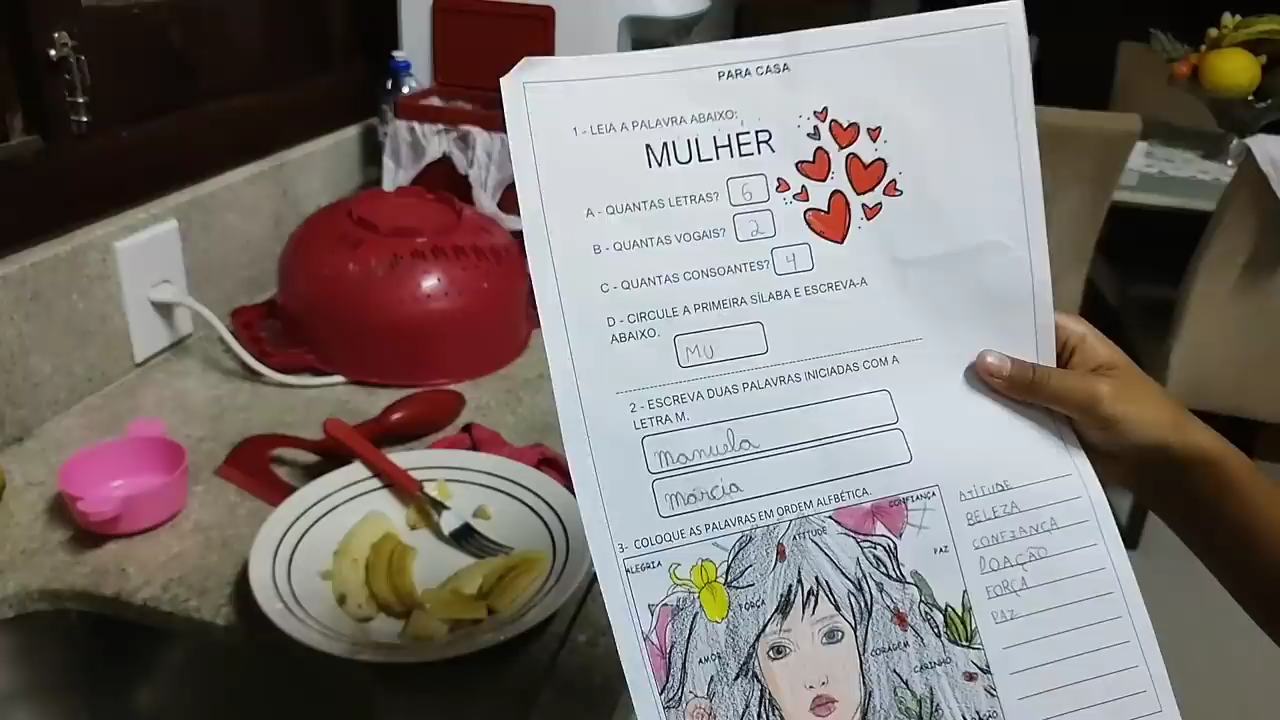 PARA CASA
1 - LEIA A PALAVRA ABAIXO:
MULHER
A - QUANTAS LETRAS? 6
B - QUANTAS VOGAIS? 2
C - QUANTAS CONSOANTES? 4
D - CIRCULE A PRIMEIRA SÍLABA E ESCREVA-A
ABAIXO.
MU
2 - ESCREVA DUAS PALAVRAS INICIADAS COM A
LETRA M.
Manuela
Marcia
3- COLOQUE AS PALAVRAS EM ORDEM ALFBÉTICA.
CONFIANÇA
ATITUDE
ALEGRIA
PAZ
FORÇA
AMOR
CORAGEM
CARINHO
ATITUDE
BELEZA
CONFIANÇA
DOAÇÃO
FORÇA
PAZ